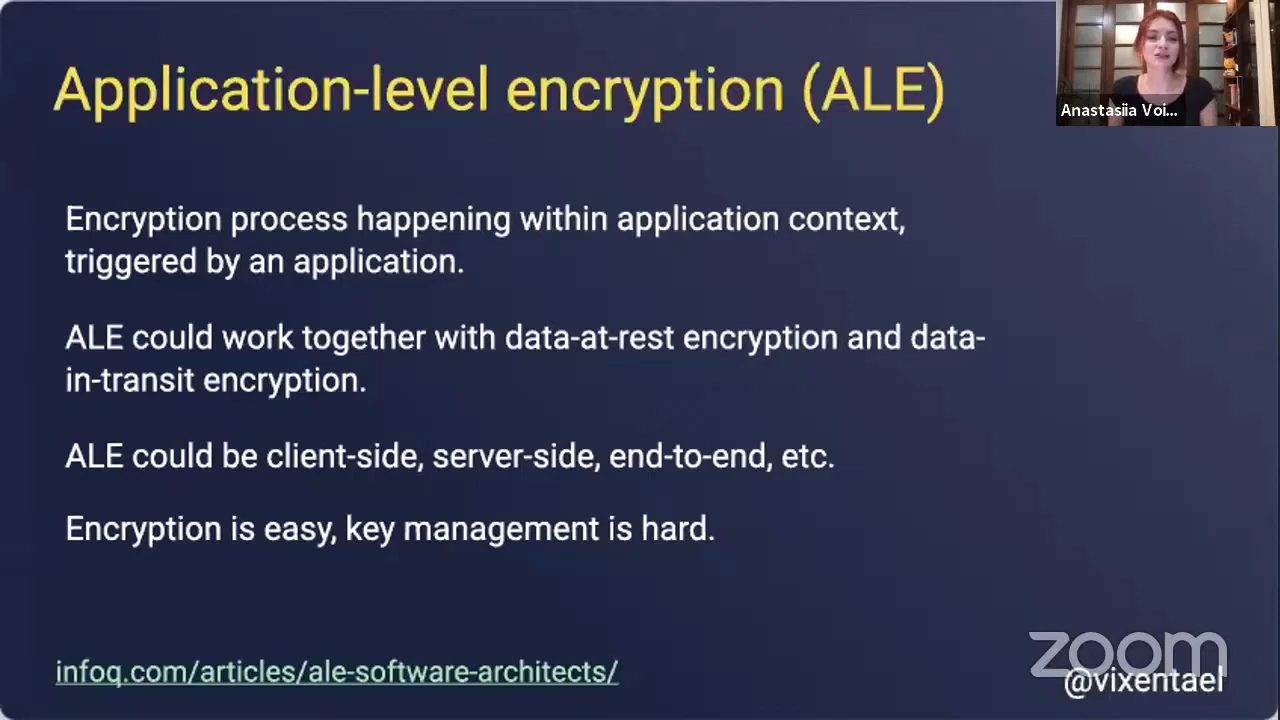 Application-level encryption (ALE)
Anastasiia Voi...
Encryption process happening within application context,
triggered by an application.
ALE could work together with data-at-rest encryption and data-
in-transit encryption.
ALE could be client-side, server-side, end-to-end, etc.
Encryption is easy, key management is hard.
infoq.com/articles/ale-software-architects/
zoom
@vixentael